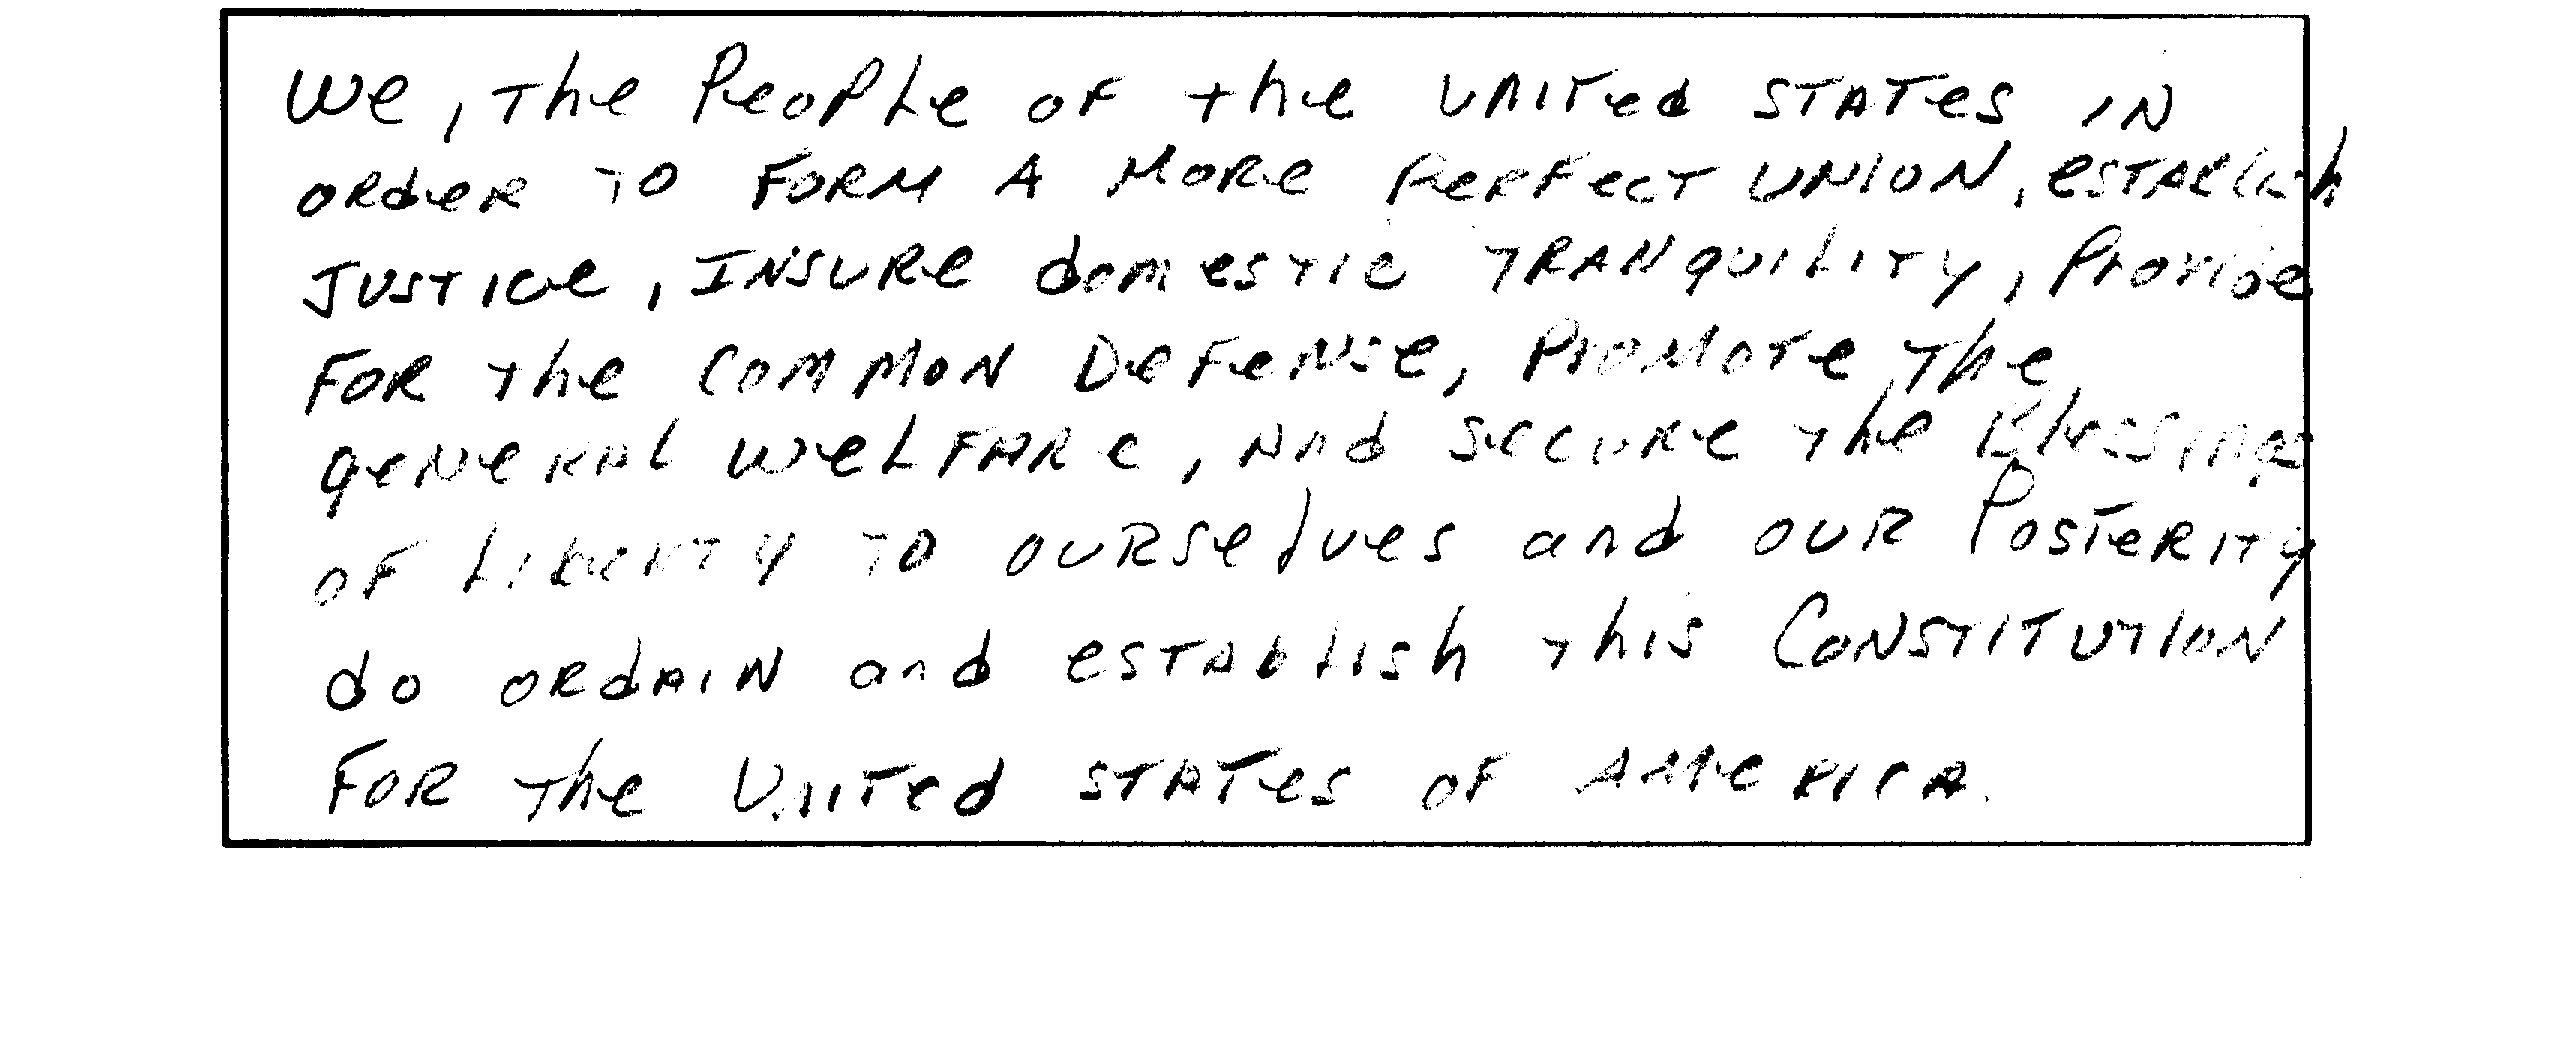 We, the People of the United States in
order to form a more perfect union, establish
justice, insure domestic tranquility, provide
for the common Defense, promote the
general welfare, and secure the blessings
of liberty to ourselves and our Posterity
do ordain and establish this Constitution
for the United States of America.